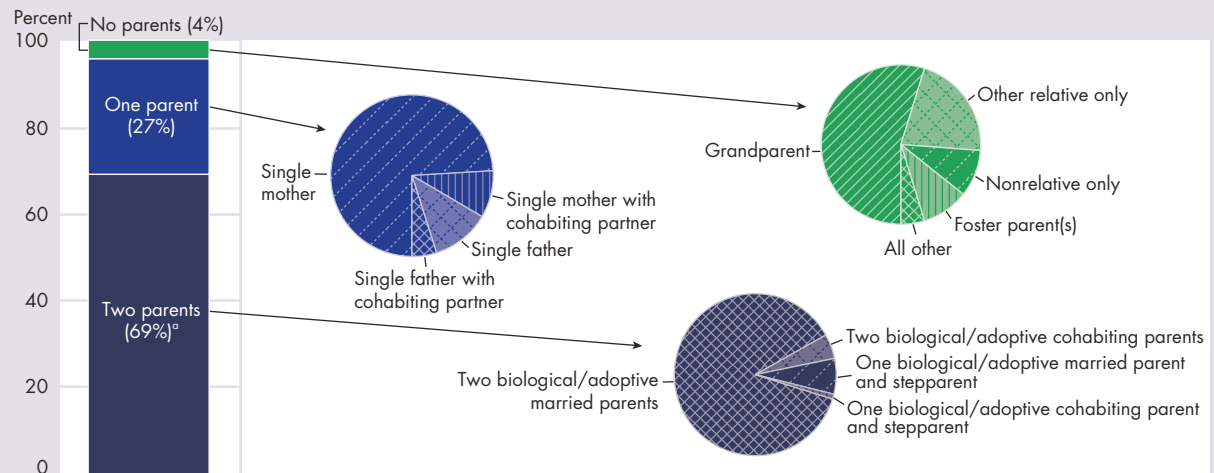 Percent
No parents (4%)
100
80
60
40
20
0
One parent
(27%)
Two parents
(69%)ᵃ
Single
mother
Single mother with
cohabiting partner
Single father
Single father with
cohabiting partner
Grandparent
Other relative only
Nonrelative only
Foster parent(s)
All other
Two biological/adoptive
married parents
Two biological/adoptive cohabiting parents
One biological/adoptive married parent
and stepparent
One biological/adoptive cohabiting parent
and stepparent